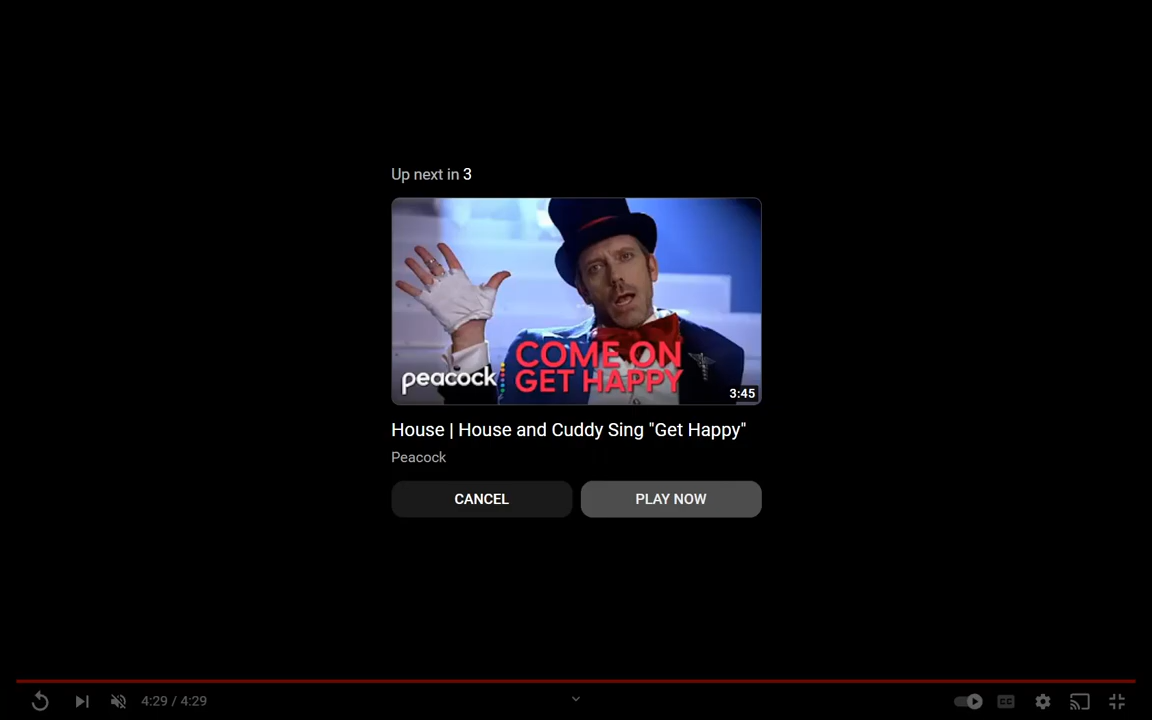 Up next in 3
COME ON
GET HAPPY
peacock
3:45
House | House and Cuddy Sing "Get Happy"
Peacock
CANCEL
PLAY NOW
4:29 / 4:29
CC